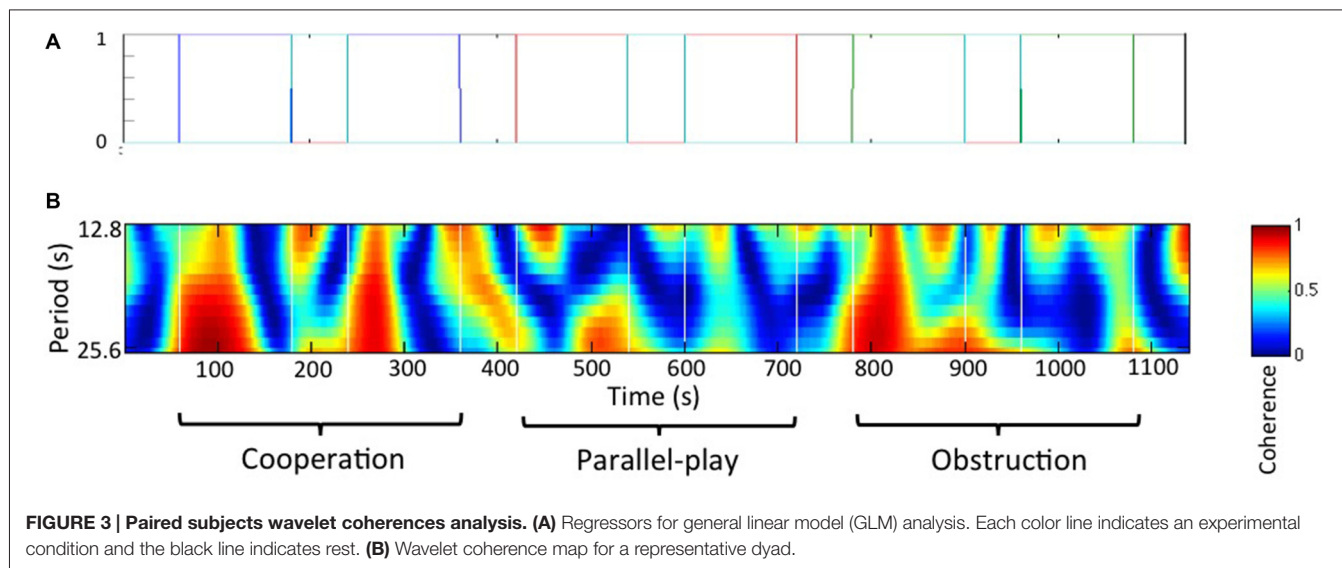 A
1
0
B
Period (s)
12.8
25.6
100 200 300 400 500 600 700 800 900 1000 1100
Time (s)
1
0.5
0
Coherence
Cooperation Parallel-play Obstruction
FIGURE 3 | Paired subjects wavelet coherences analysis. (A) Regressors for general linear model (GLM) analysis. Each color line indicates an experimental
condition and the black line indicates rest. (B) Wavelet coherence map for a representative dyad.